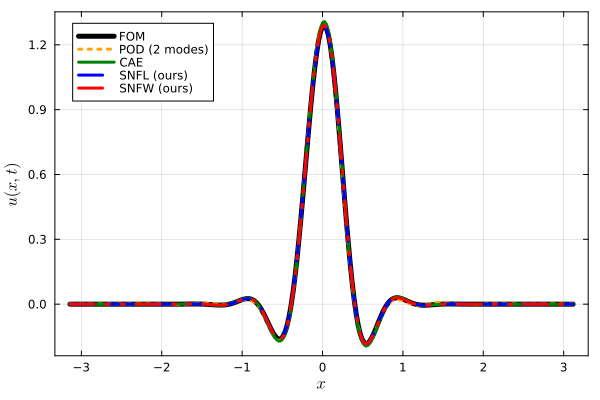 FOM
POD (2 modes)
CAE
SNFL (ours)
SNFW (ours)
1.2
0.9
0.6
0.3
0.0
u(x, t)
−3 −2 −1 0 1 2 3
x